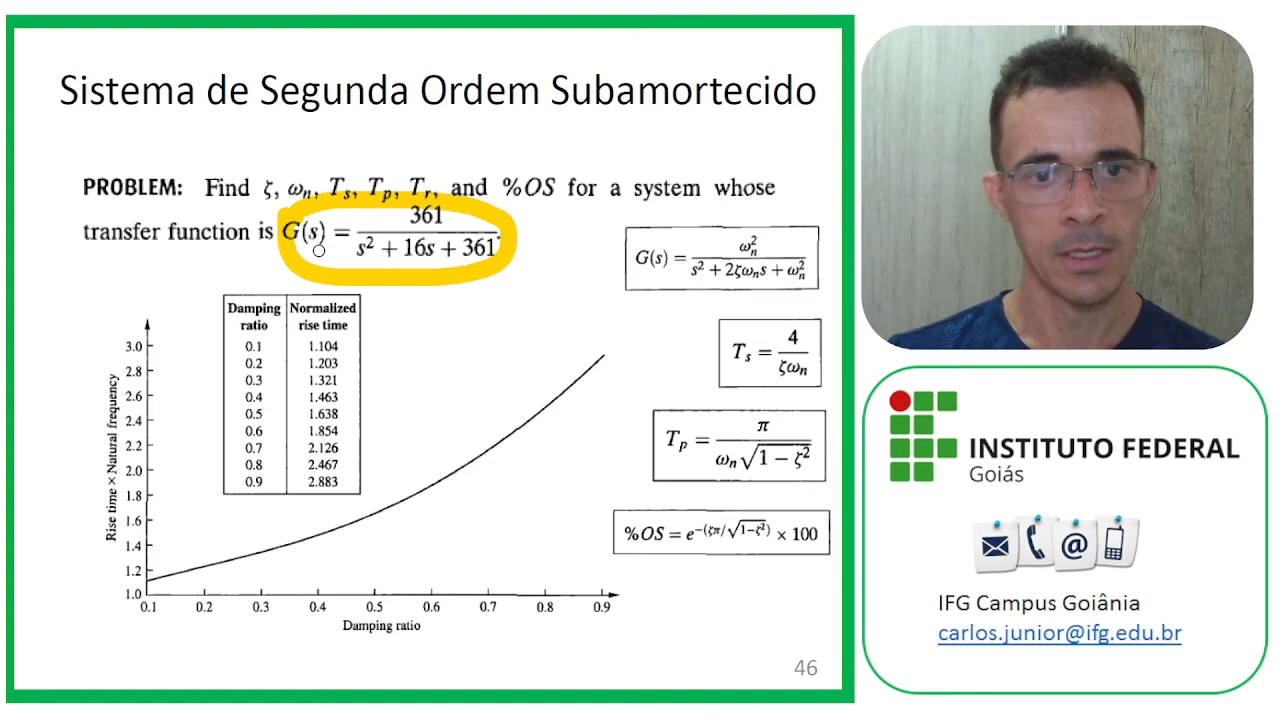 Sistema de Segunda Ordem Subamortecido
PROBLEM: Find ζ, ωn, Ts, Tp, Tr, and %OS for a system whose
transfer function is G(s) = 361 / (s² + 16s + 361).
G(s) = ωn² / (s² + 2ζωns + ωn²)
Damping ratio | Normalized rise time
0.1 1.104
0.2 1.203
0.3 1.321
0.4 1.463
0.5 1.638
0.6 1.854
0.7 2.126
0.8 2.467
0.9 2.883
Ts = 4 / (ζωn)
Tp = π / (ωn√(1 − ζ²))
%OS = e^−(ζπ/√(1−ζ²)) × 100
Rise time × Natural frequency
3.0
2.8
2.6
2.4
2.2
2.0
1.8
1.6
1.4
1.2
1.0
0.1 0.2 0.3 0.4 0.5 0.6 0.7 0.8 0.9
Damping ratio
46
INSTITUTO FEDERAL
Goiás
@
IFG Campus Goiânia
carlos.junior@ifg.edu.br